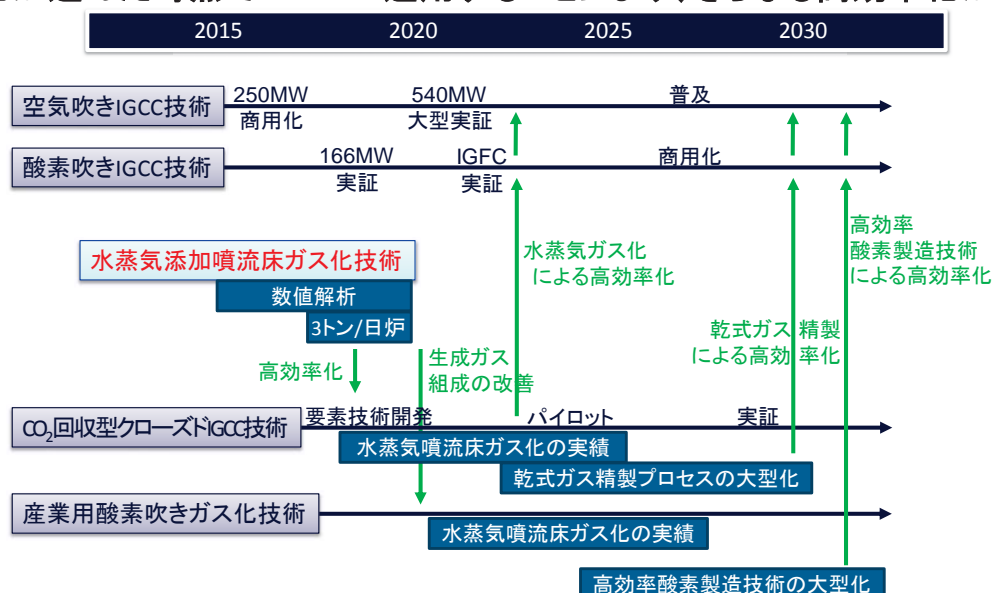 2015 2020 2025 2030
空気吹きIGCC技術
250MW
商用化
540MW
大型実証
普及
酸素吹きIGCC技術
166MW
実証
IGFC
実証
商用化
水蒸気添加噴流床ガス化技術
数値解析
3トン/日炉
水蒸気ガス化
による高効率化
高効率
酸素製造技術
による高効率化
乾式ガス精製
による高効率化
高効率化
生成ガス
組成の改善
CO₂回収型クローズドIGCC技術
要素技術開発
パイロット
実証
水蒸気噴流床ガス化の実績
乾式ガス精製プロセスの大型化
産業用酸素吹きガス化技術
水蒸気噴流床ガス化の実績
高効率酸素製造技術の大型化